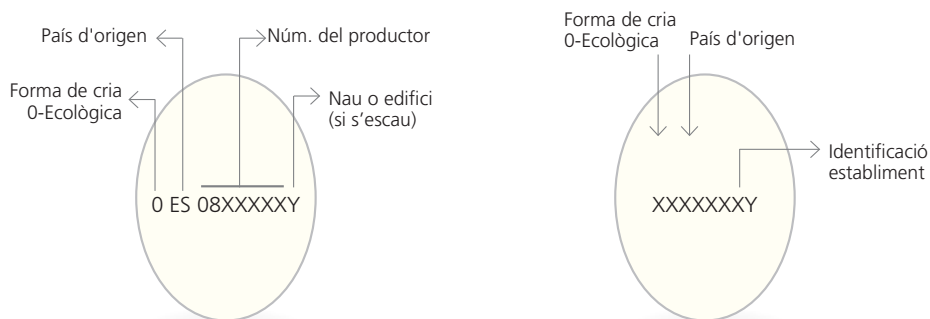 País d'origen
Núm. del productor
Forma de cria
0-Ecològica
Nau o edifici
(si s’escau)
0 ES 08XXXXXY
Forma de cria
0-Ecològica
País d'origen
Identificació
establiment
XXXXXXXY